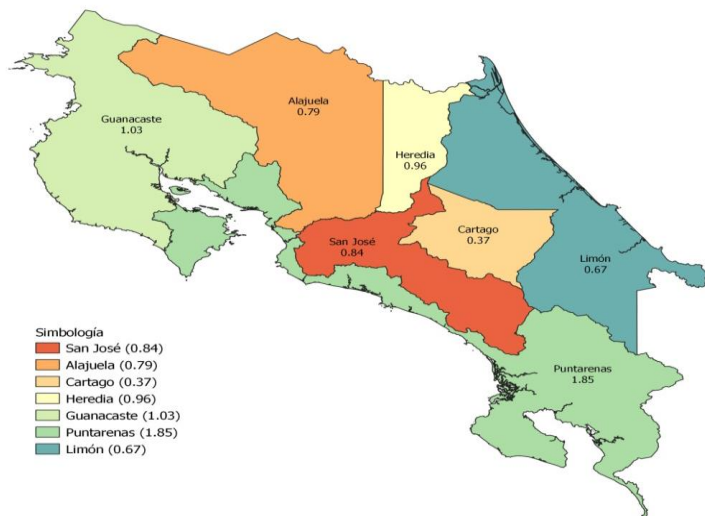 Alajuela
0.79
Guanacaste
1.03
Heredia
0.96
San José
0.84
Cartago
0.37
Limón
0.67
Puntarenas
1.85
Simbología
San José (0.84)
Alajuela (0.79)
Cartago (0.37)
Heredia (0.96)
Guanacaste (1.03)
Puntarenas (1.85)
Limón (0.67)